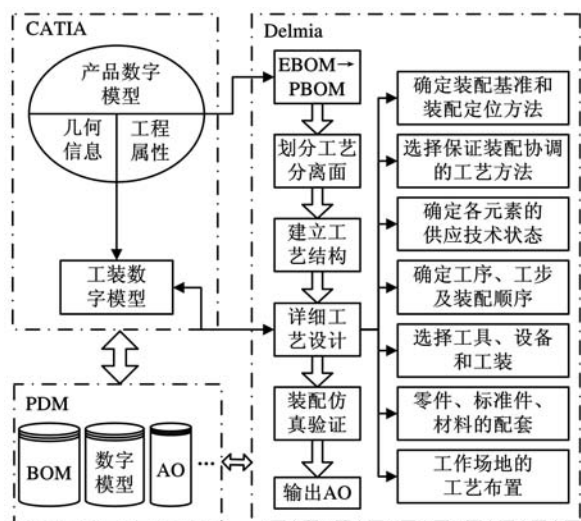 CATIA
产品数字
模型
几何
信息
工程
属性
工装数
字模型
PDM
BOM
数字
模型
AO
...
Delmia
EBOM→
PBOM
划分工艺
分离面
建立工
艺结构
详细工
艺设计
装配仿
真验证
输出AO
确定装配基准和
装配定位方法
选择保证装配协调
的工艺方法
确定各元素的
供应技术状态
确定工序、工步
及装配顺序
选择工具、设备
和工装
零件、标准件、
材料的配套
工作场地的
工艺布置